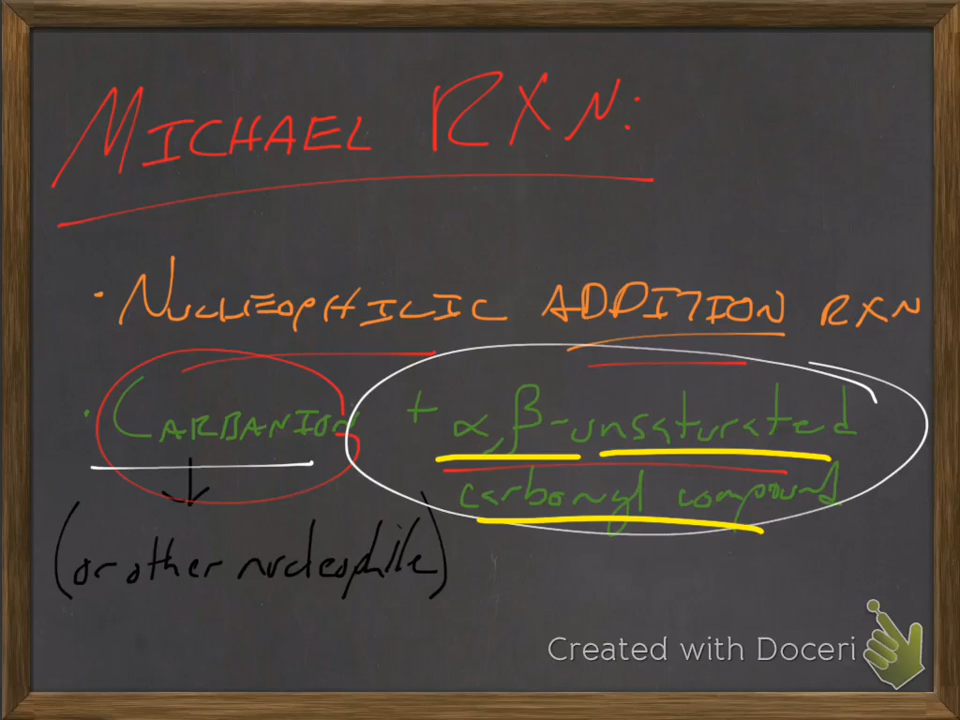 MICHAEL RXN:
· NUCLEOPHILIC ADDITION RXN
· CARBANION + α,β-unsaturated
carbonyl compound
(or other nucleophile)
Created with Doceri